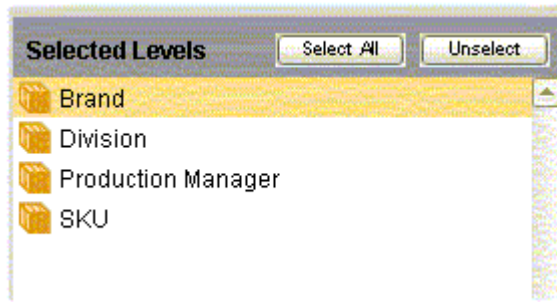 Selected Levels Select All Unselect
Brand
Division
Production Manager
SKU